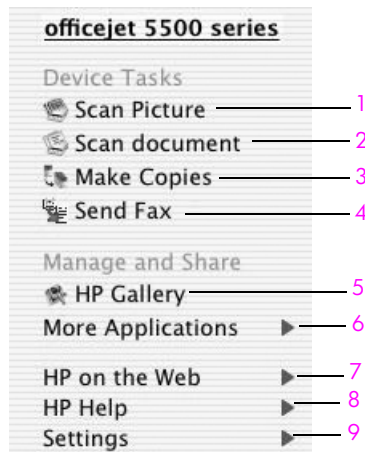 officejet 5500 series
Device Tasks
Scan Picture 1
Scan document 2
Make Copies 3
Send Fax 4
Manage and Share
HP Gallery 5
More Applications 6
HP on the Web 7
HP Help 8
Settings 9